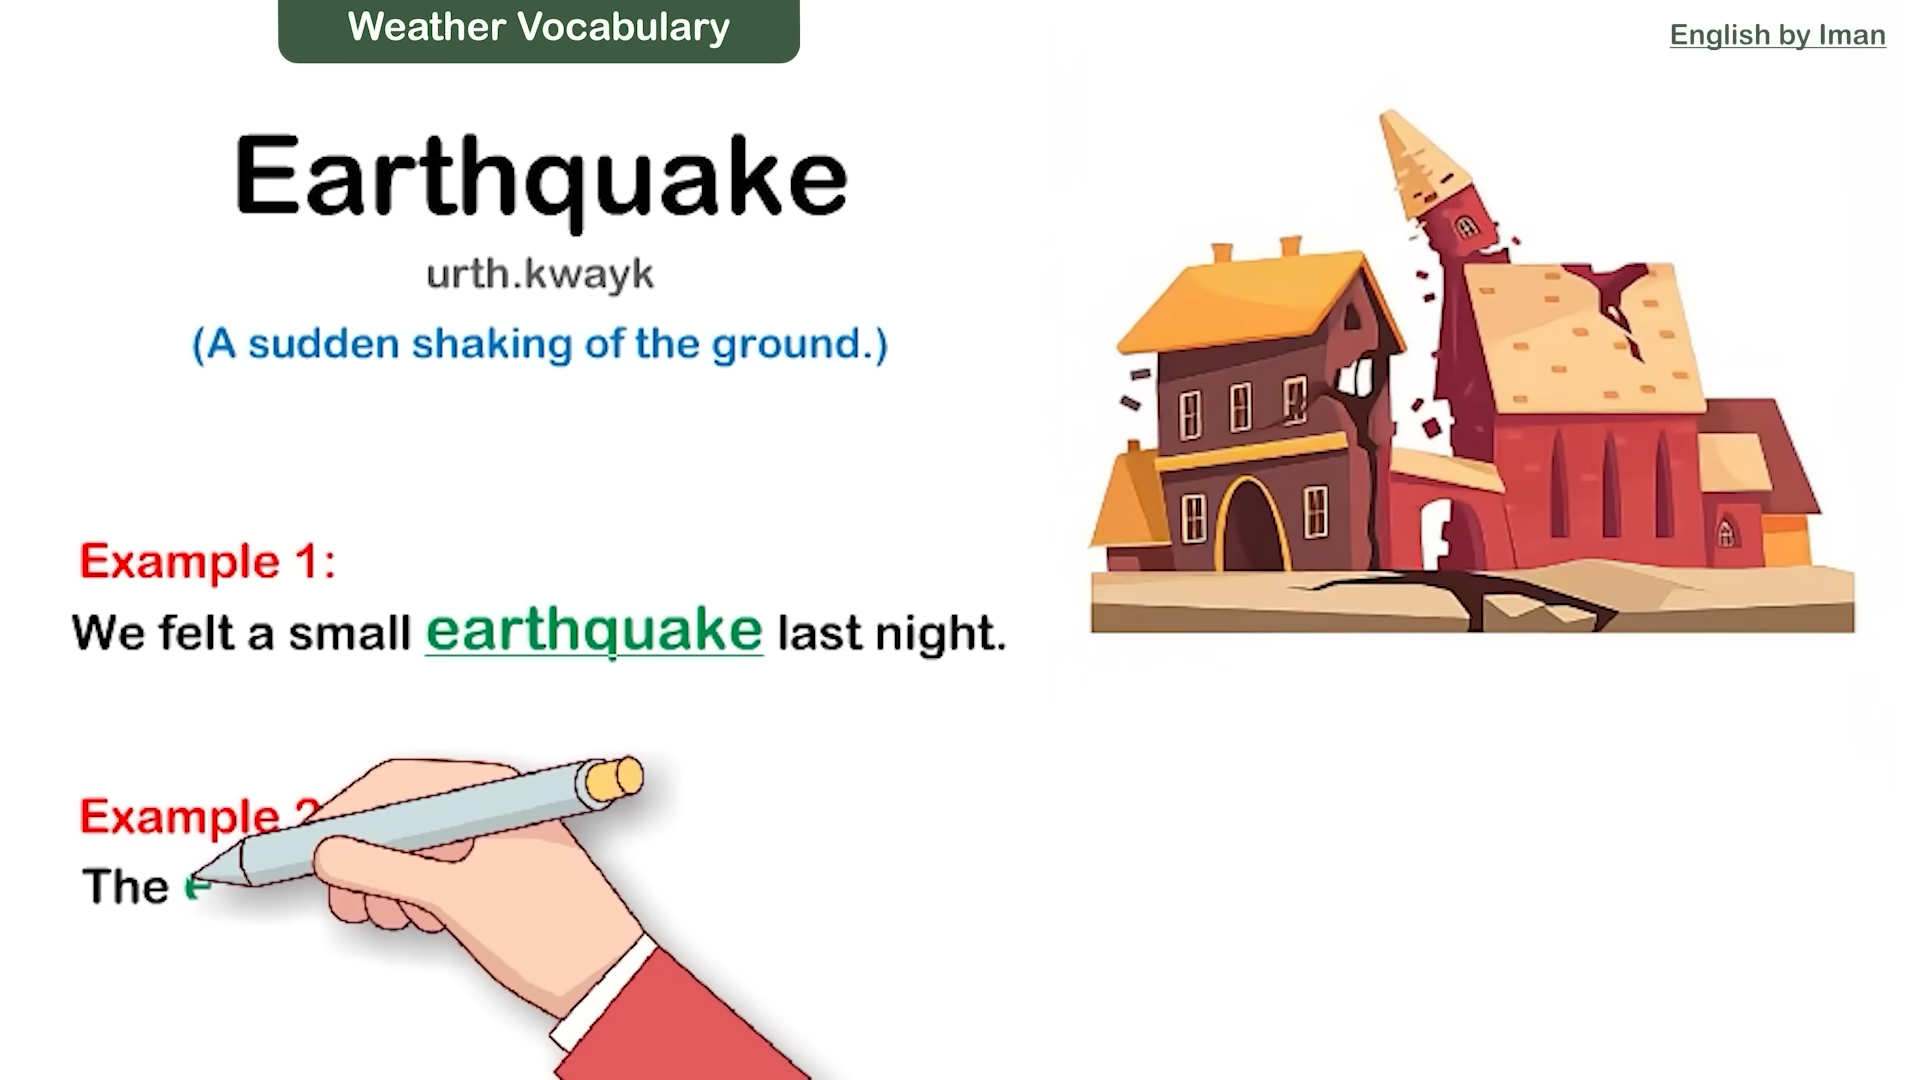 Weather Vocabulary
English by Iman
Earthquake
urth.kwayk
(A sudden shaking of the ground.)
Example 1:
We felt a small earthquake last night.
Example 2
The